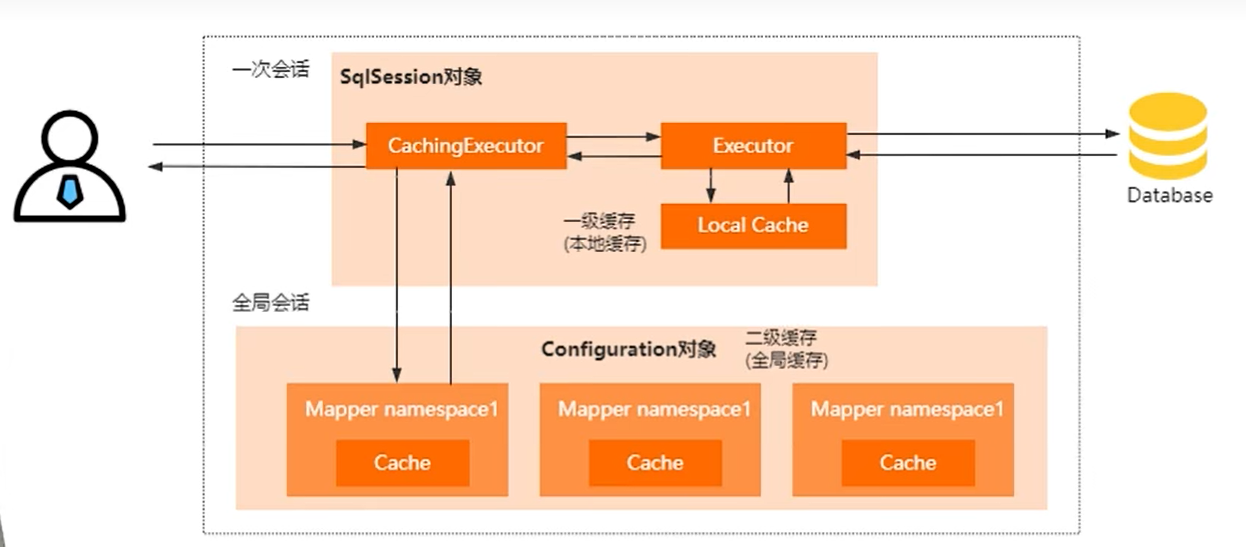 一次会话
SqlSession对象
CachingExecutor
Executor
Database
一级缓存
(本地缓存)
Local Cache
全局会话
Configuration对象
二级缓存
(全局缓存)
Mapper namespace1
Mapper namespace1
Mapper namespace1
Cache
Cache
Cache